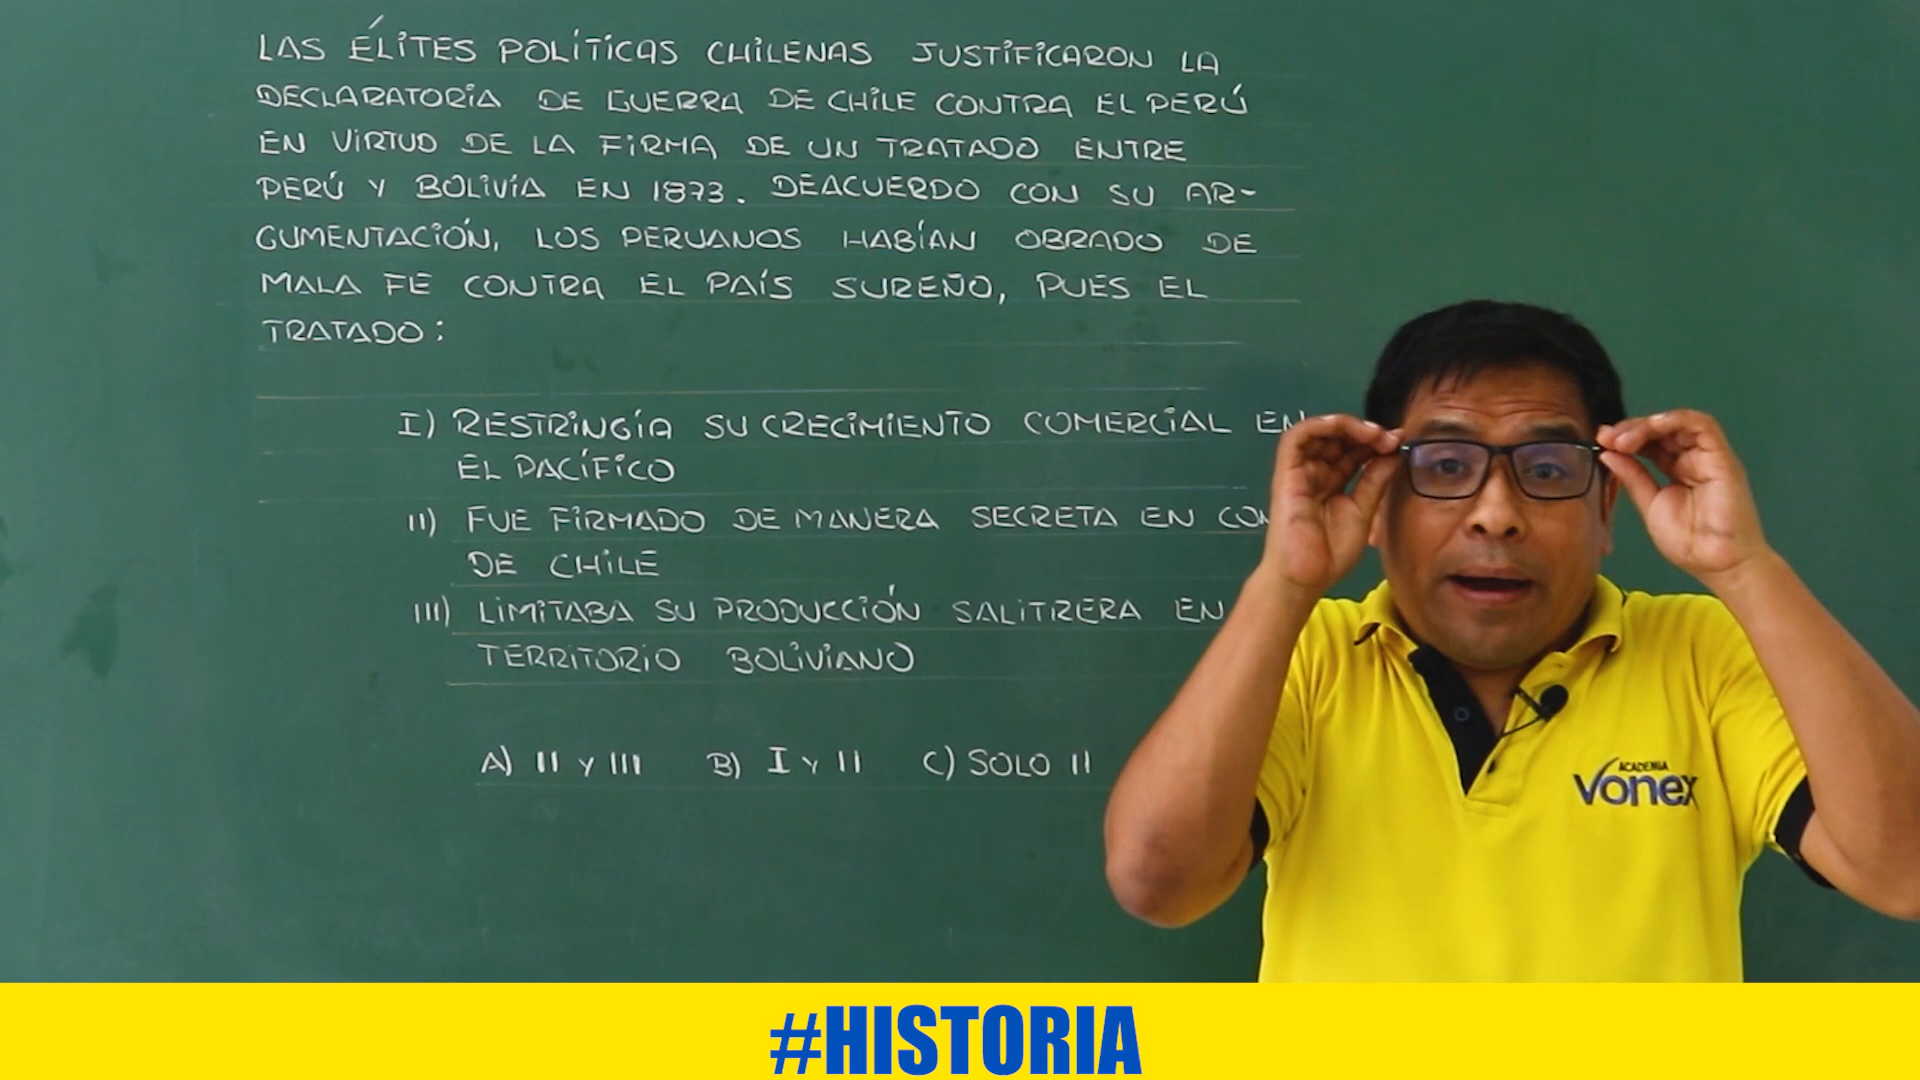 LAS ÉLITES POLÍTICAS CHILENAS JUSTIFICARON LA
DECLARATORIA DE GUERRA DE CHILE CONTRA EL PERÚ
EN VIRTUD DE LA FIRMA DE UN TRATADO ENTRE
PERÚ Y BOLIVIA EN 1873. DEACUERDO CON SU AR-
GUMENTACIÓN, LOS PERUANOS HABÍAN OBRADO DE
MALA FE CONTRA EL PAÍS SUREÑO, PUES EL
TRATADO:
I) RESTRINGÍA SU CRECIMIENTO COMERCIAL EN
EL PACÍFICO
II) FUE FIRMADO DE MANERA SECRETA EN
DE CHILE
III) LIMITABA SU PRODUCCIÓN SALITRERA EN
TERRITORIO BOLIVIANO
A) II Y III B) I Y II C) SOLO II
ACADEMIA
Vonex
#HISTORIA